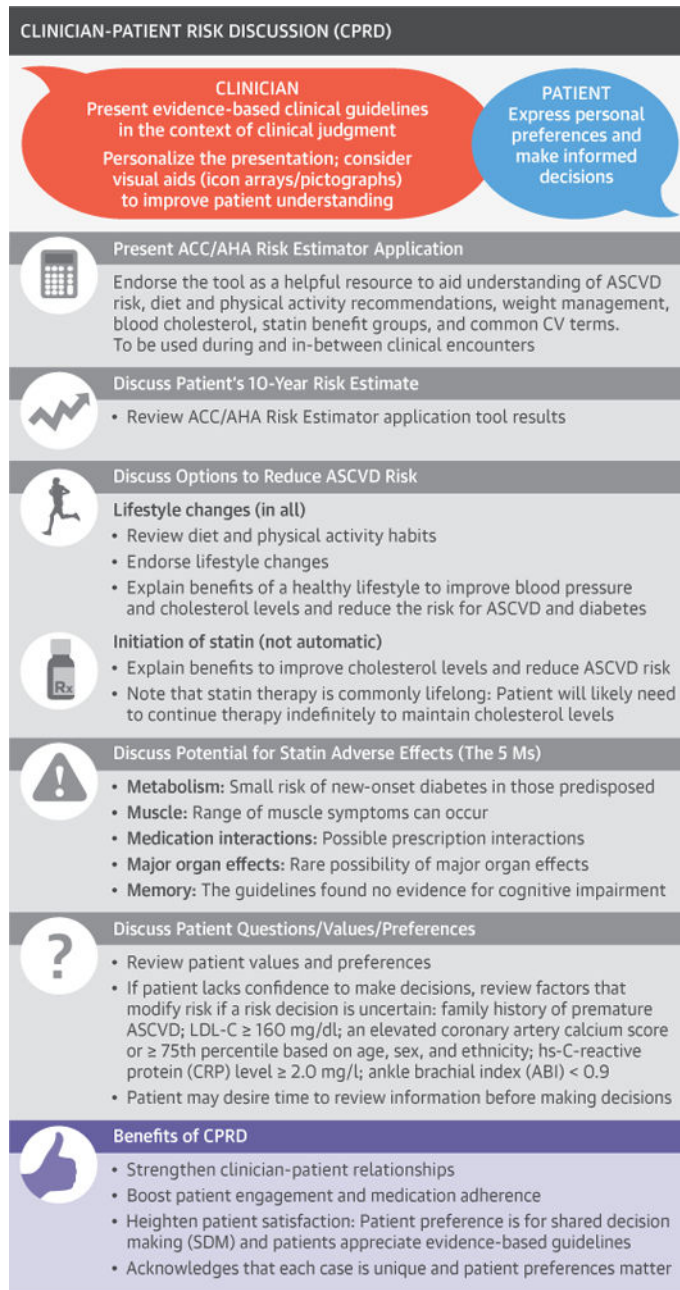 CLINICIAN-PATIENT RISK DISCUSSION (CPRD)
CLINICIAN
Present evidence-based clinical guidelines
in the context of clinical judgment
Personalize the presentation; consider
visual aids (icon arrays/pictographs)
to improve patient understanding
PATIENT
Express personal
preferences and
make informed
decisions
Present ACC/AHA Risk Estimator Application
Endorse the tool as a helpful resource to aid understanding of ASCVD
risk, diet and physical activity recommendations, weight management,
blood cholesterol, statin benefit groups, and common CV terms.
To be used during and in-between clinical encounters
Discuss Patient's 10-Year Risk Estimate
• Review ACC/AHA Risk Estimator application tool results
Discuss Options to Reduce ASCVD Risk
Lifestyle changes (in all)
• Review diet and physical activity habits
• Endorse lifestyle changes
• Explain benefits of a healthy lifestyle to improve blood pressure
and cholesterol levels and reduce the risk for ASCVD and diabetes
Rx
Initiation of statin (not automatic)
• Explain benefits to improve cholesterol levels and reduce ASCVD risk
• Note that statin therapy is commonly lifelong: Patient will likely need
to continue therapy indefinitely to maintain cholesterol levels
Discuss Potential for Statin Adverse Effects (The 5 Ms)
• Metabolism: Small risk of new-onset diabetes in those predisposed
• Muscle: Range of muscle symptoms can occur
• Medication interactions: Possible prescription interactions
• Major organ effects: Rare possibility of major organ effects
• Memory: The guidelines found no evidence for cognitive impairment
?
Discuss Patient Questions/Values/Preferences
• Review patient values and preferences
• If patient lacks confidence to make decisions, review factors that
modify risk if a risk decision is uncertain: family history of premature
ASCVD; LDL-C ≥ 160 mg/dl; an elevated coronary artery calcium score
or ≥ 75th percentile based on age, sex, and ethnicity; hs-C-reactive
protein (CRP) level ≥ 2.0 mg/l; ankle brachial index (ABI) < 0.9
• Patient may desire time to review information before making decisions
Benefits of CPRD
• Strengthen clinician-patient relationships
• Boost patient engagement and medication adherence
• Heighten patient satisfaction: Patient preference is for shared decision
making (SDM) and patients appreciate evidence-based guidelines
• Acknowledges that each case is unique and patient preferences matter